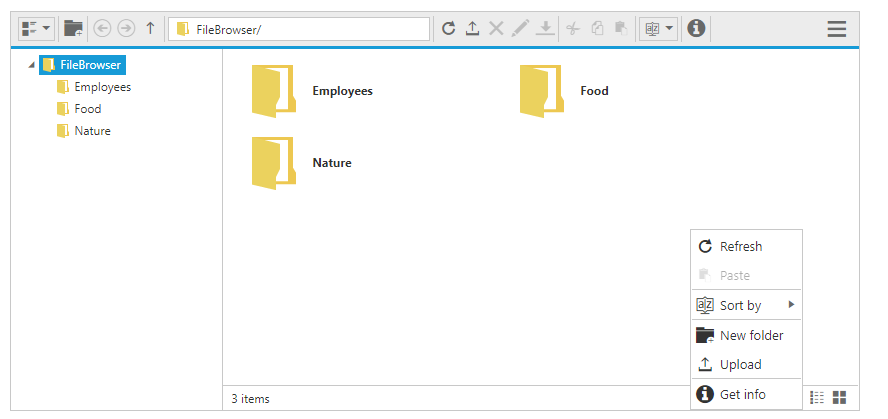 FileBrowser/
FileBrowser
Employees
Food
Nature
Employees
Food
Nature
Refresh
Paste
Sort by
New folder
Upload
Get info
3 items